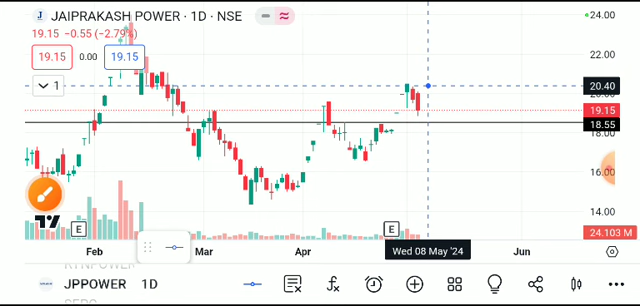 J JAIPRAKASH POWER · 1D · NSE
19.15 −0.55 (−2.79%)
19.15 0.00 19.15
1
24.00
22.00
20.40
19.15
18.55
18.00
16.00
14.00
24.103 M
E E
Feb Mar Apr Wed 08 May '24 Jun
JPPOWER 1D